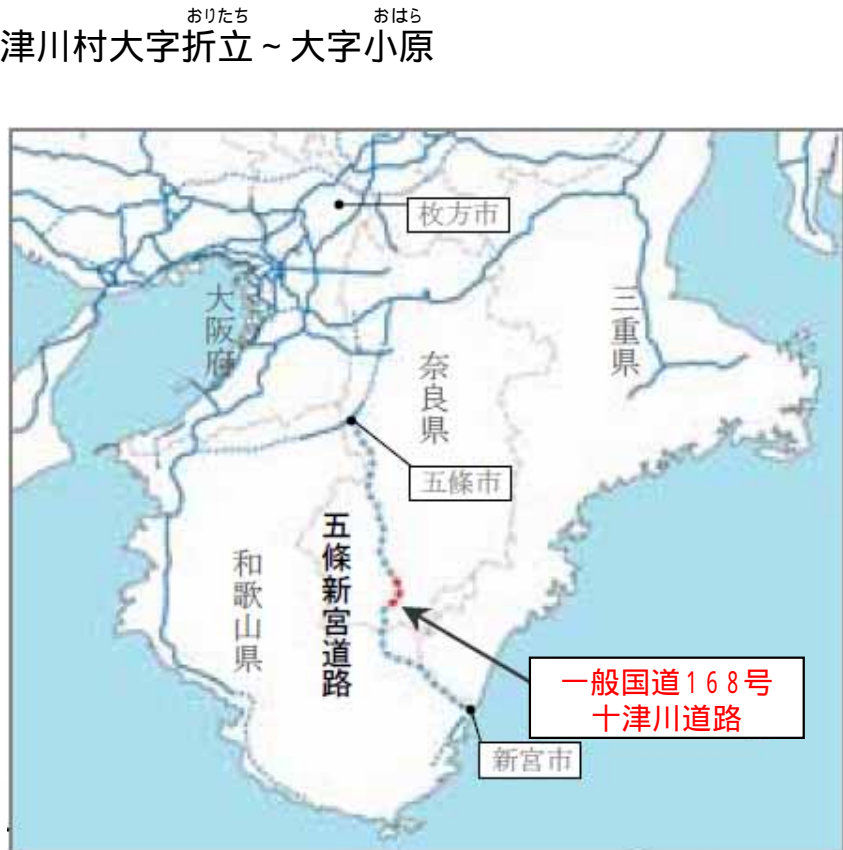 おりたち おはら
津川村大字折立~大字小原
枚方市
大阪府
三重県
奈良県
五條市
五條新宮道路
和歌山県
一般国道168号
十津川道路
新宮市